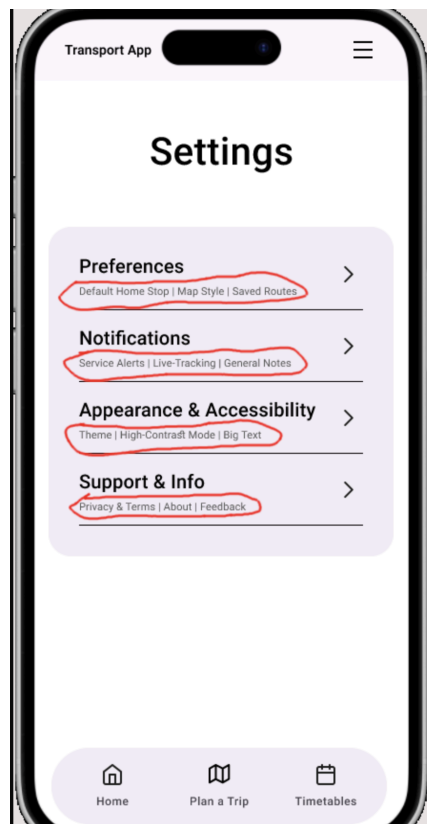 Transport App
Settings
Preferences
Default Home Stop | Map Style | Saved Routes
Notifications
Service Alerts | Live-Tracking | General Notes
Appearance & Accessibility
Theme | High-Contrast Mode | Big Text
Support & Info
Privacy & Terms | About | Feedback
Home
Plan a Trip
Timetables